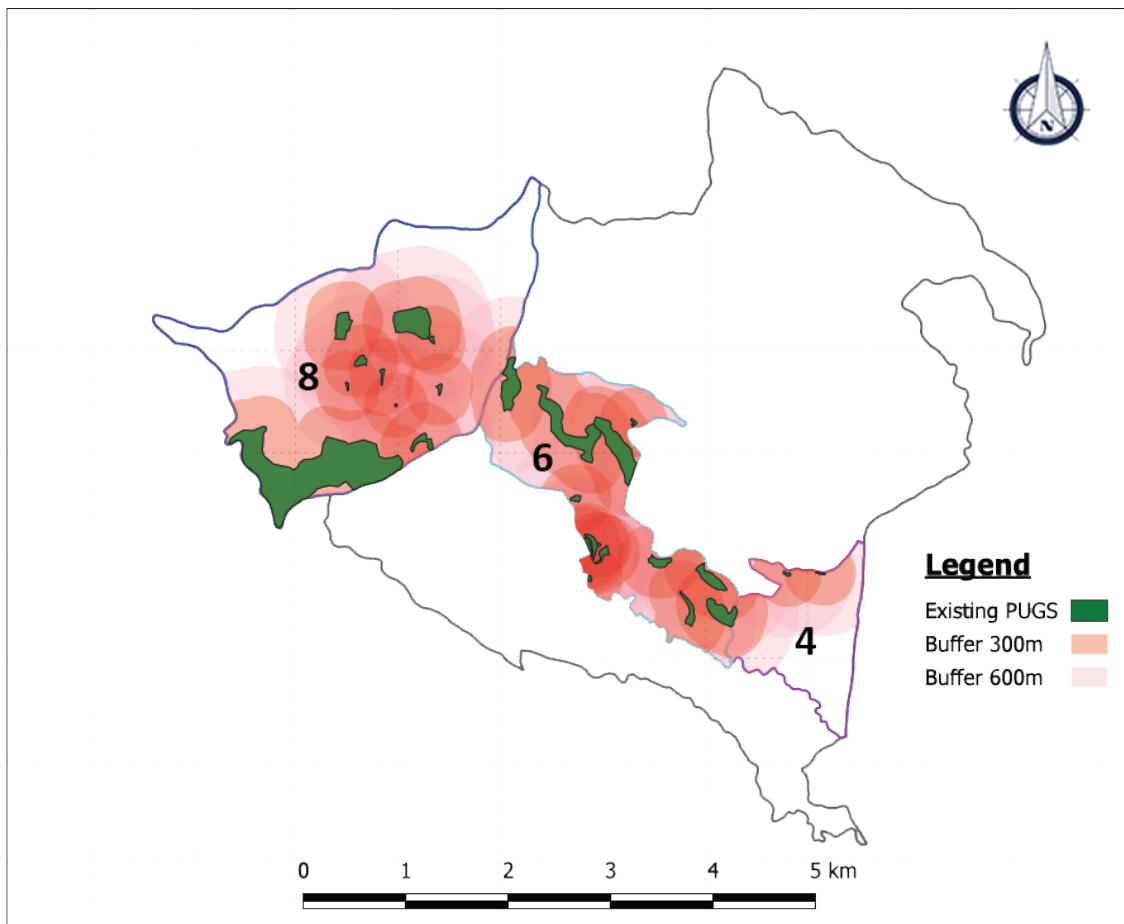 N
8
6
4
Legend
Existing PUGS
Buffer 300m
Buffer 600m
0 1 2 3 4 5 km